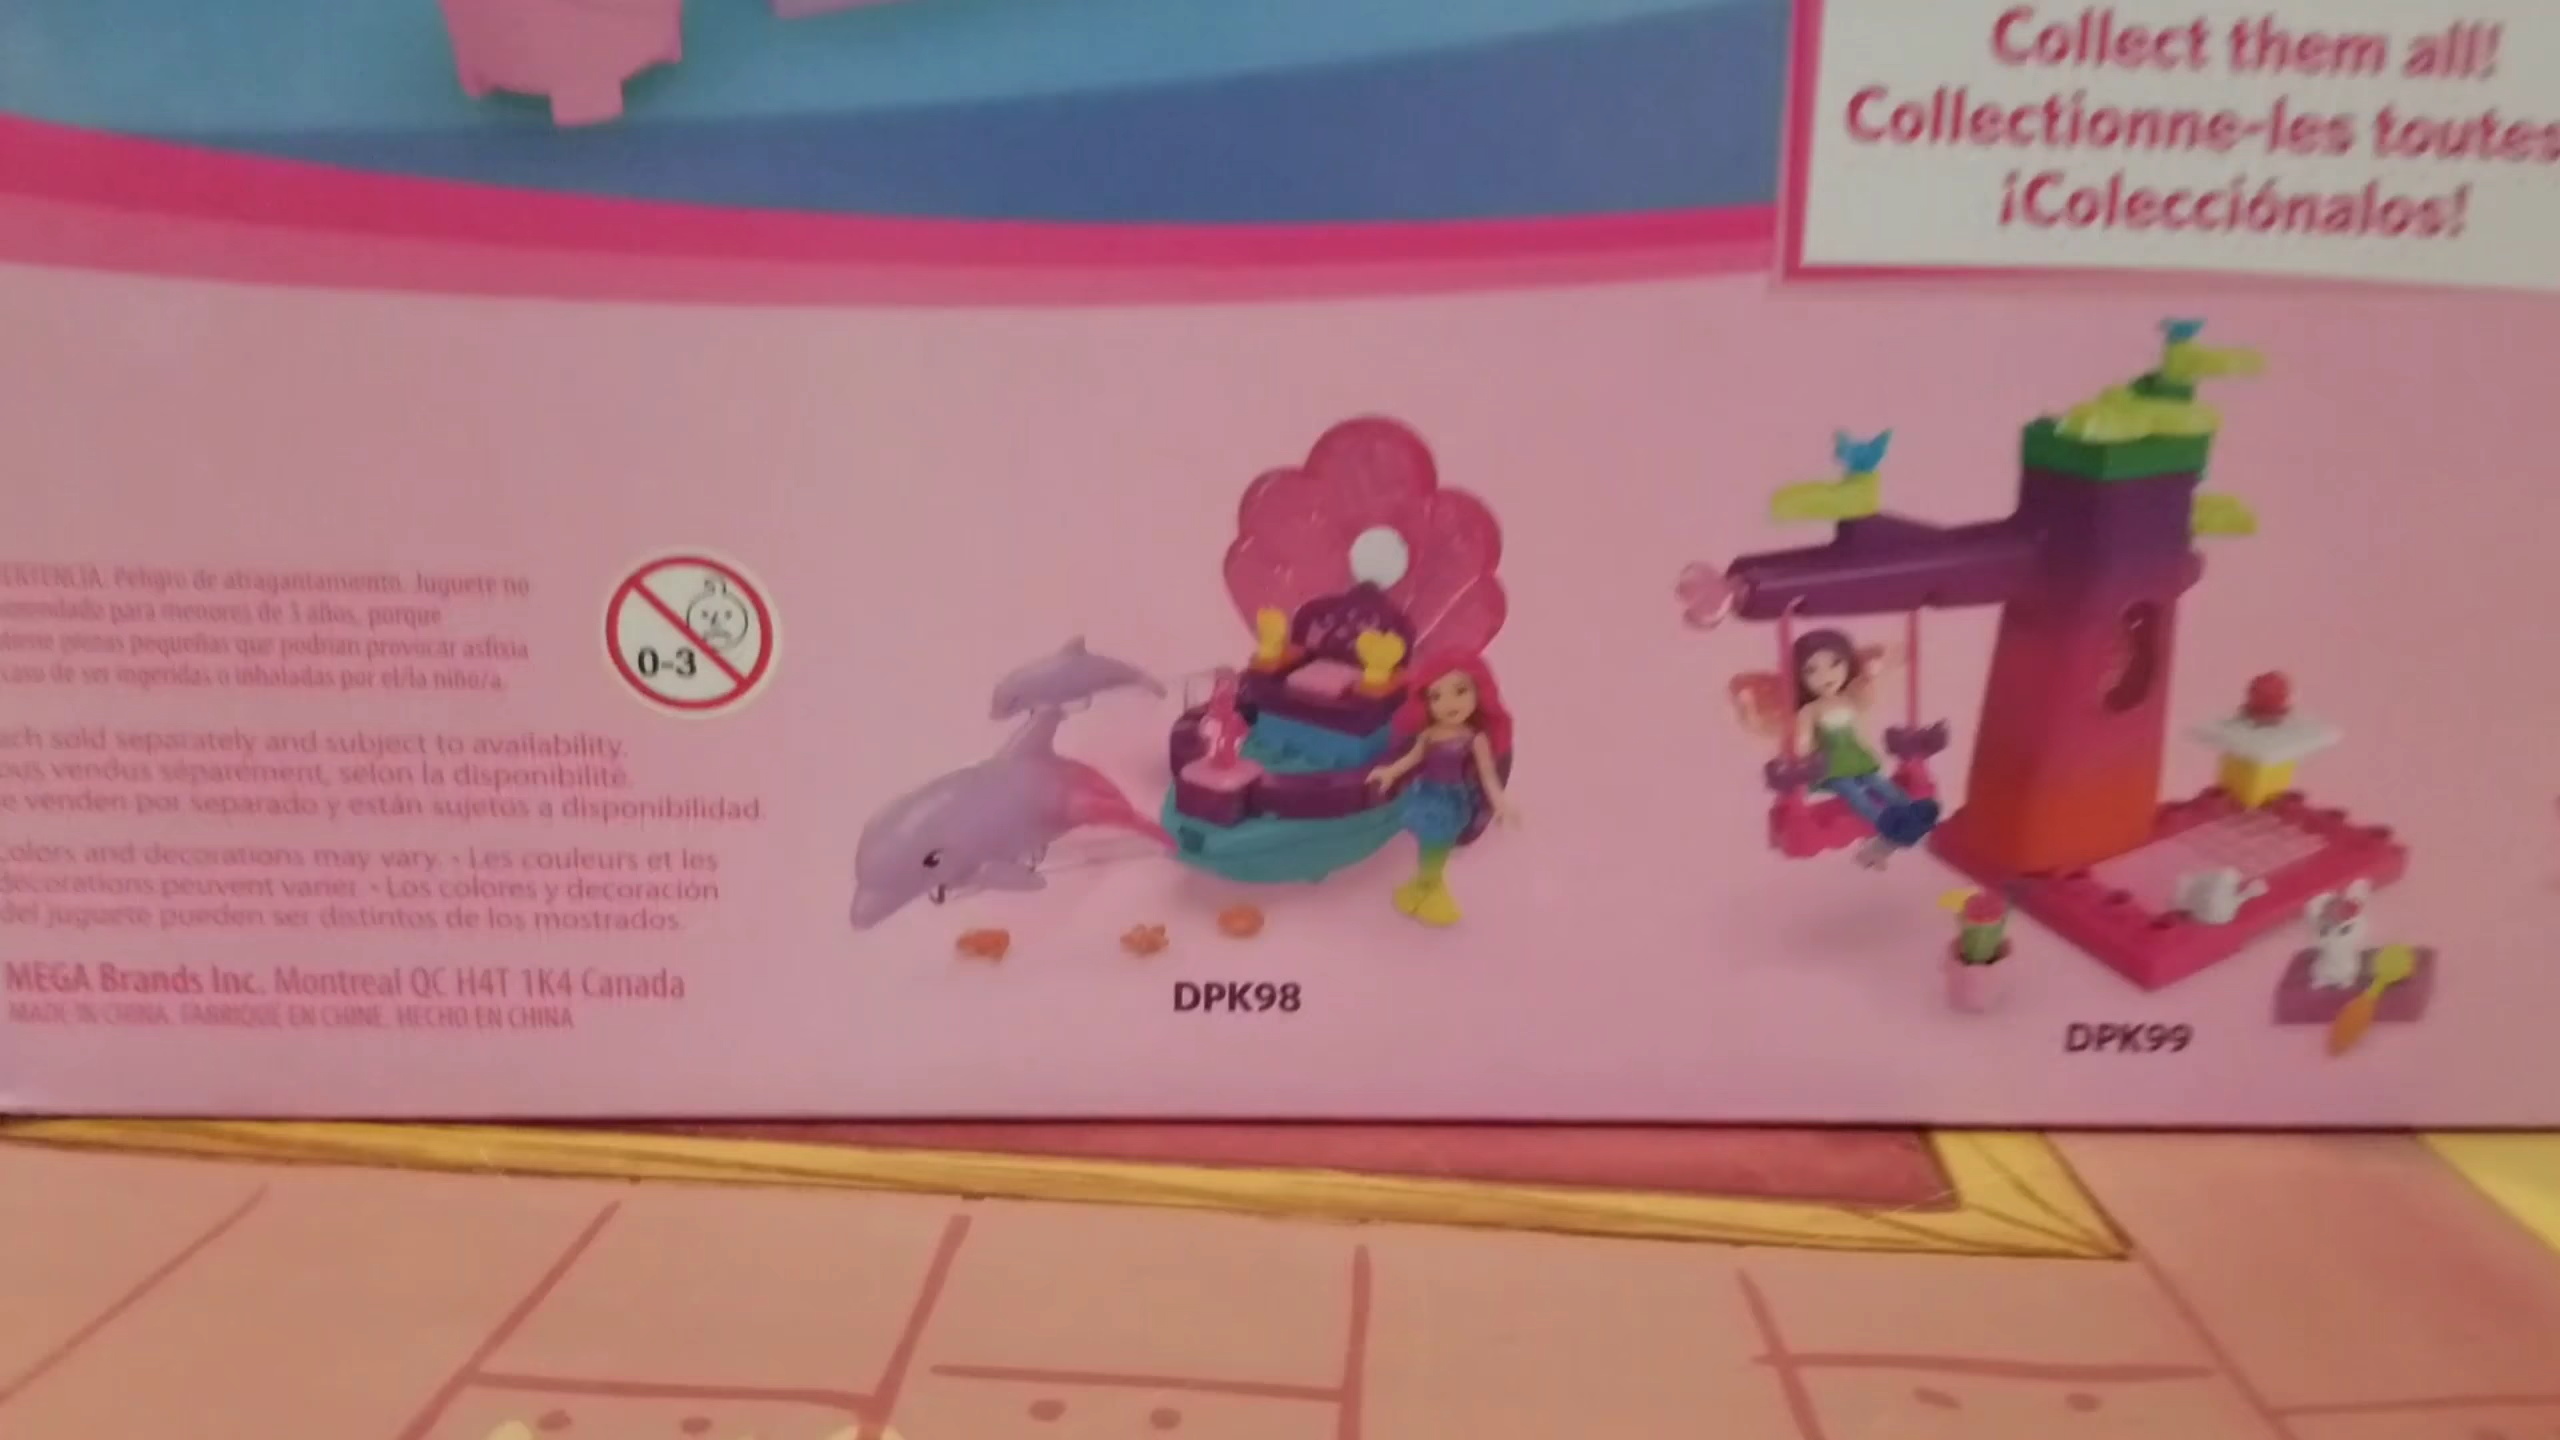 Collect them all!
Collectionne-les toutes
¡Colecciónalos!
Peligro de atragantamiento. Juguete no
para menores de 3 años, porque
piezas pequeñas que podrían provocar asfixia
caso de ser ingeridas o inhaladas por el/la niño/a.
0-3
ach sold separately and subject to availability.
ous vendus séparément, selon la disponibilité.
e venden por separado y están sujetos a disponibilidad.
Colors and decorations may vary. • Les couleurs et les
décorations peuvent varier. • Los colores y decoración
del juguete pueden ser distintos de los mostrados.
MEGA Brands Inc. Montreal QC H4T 1K4 Canada
MADE IN CHINA. FABRIQUÉ EN CHINE. HECHO EN CHINA
DPK98
DPK99